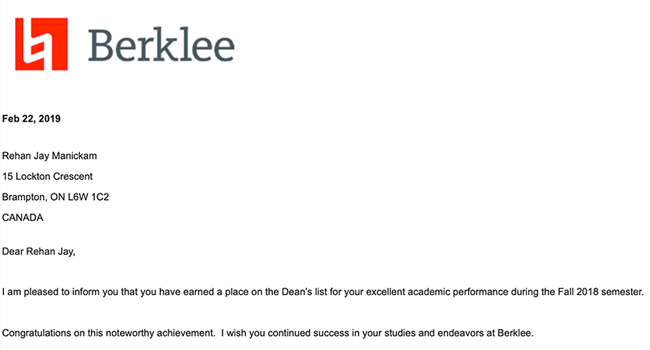 Berklee
Feb 22, 2019
Rehan Jay Manickam
15 Lockton Crescent
Brampton, ON L6W 1C2
CANADA
Dear Rehan Jay,
I am pleased to inform you that you have earned a place on the Dean’s list for your excellent academic performance during the Fall 2018 semester.
Congratulations on this noteworthy achievement.  I wish you continued success in your studies and endeavors at Berklee.